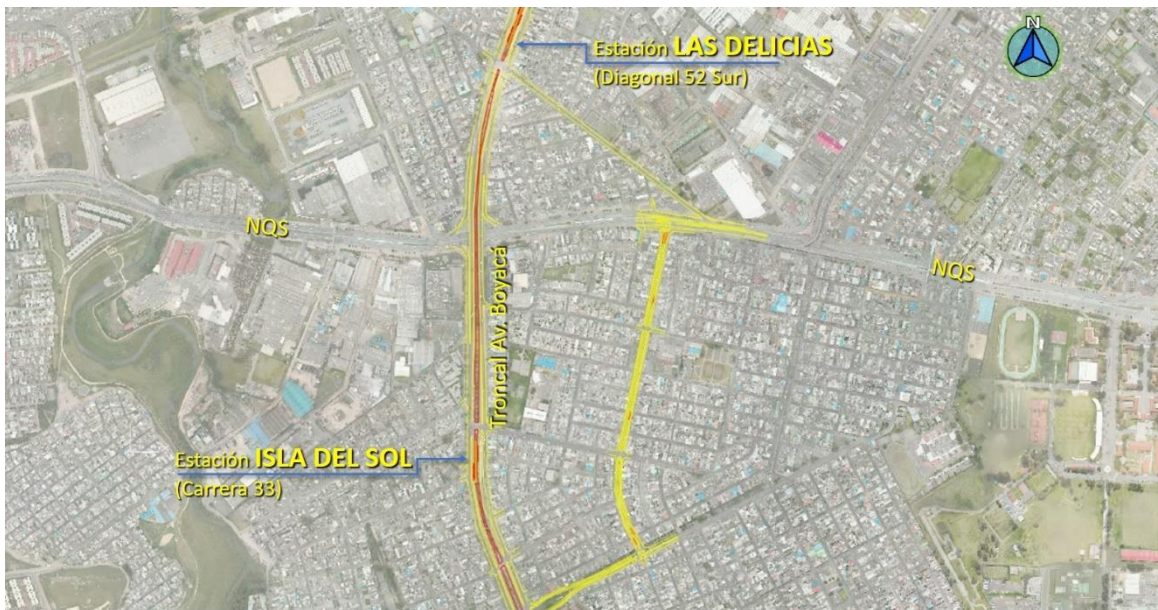 N
Estación LAS DELICIAS
(Diagonal 52 Sur)
NQS
Troncal Av. Boyacá
NQS
Estación ISLA DEL SOL
(Carrera 33)